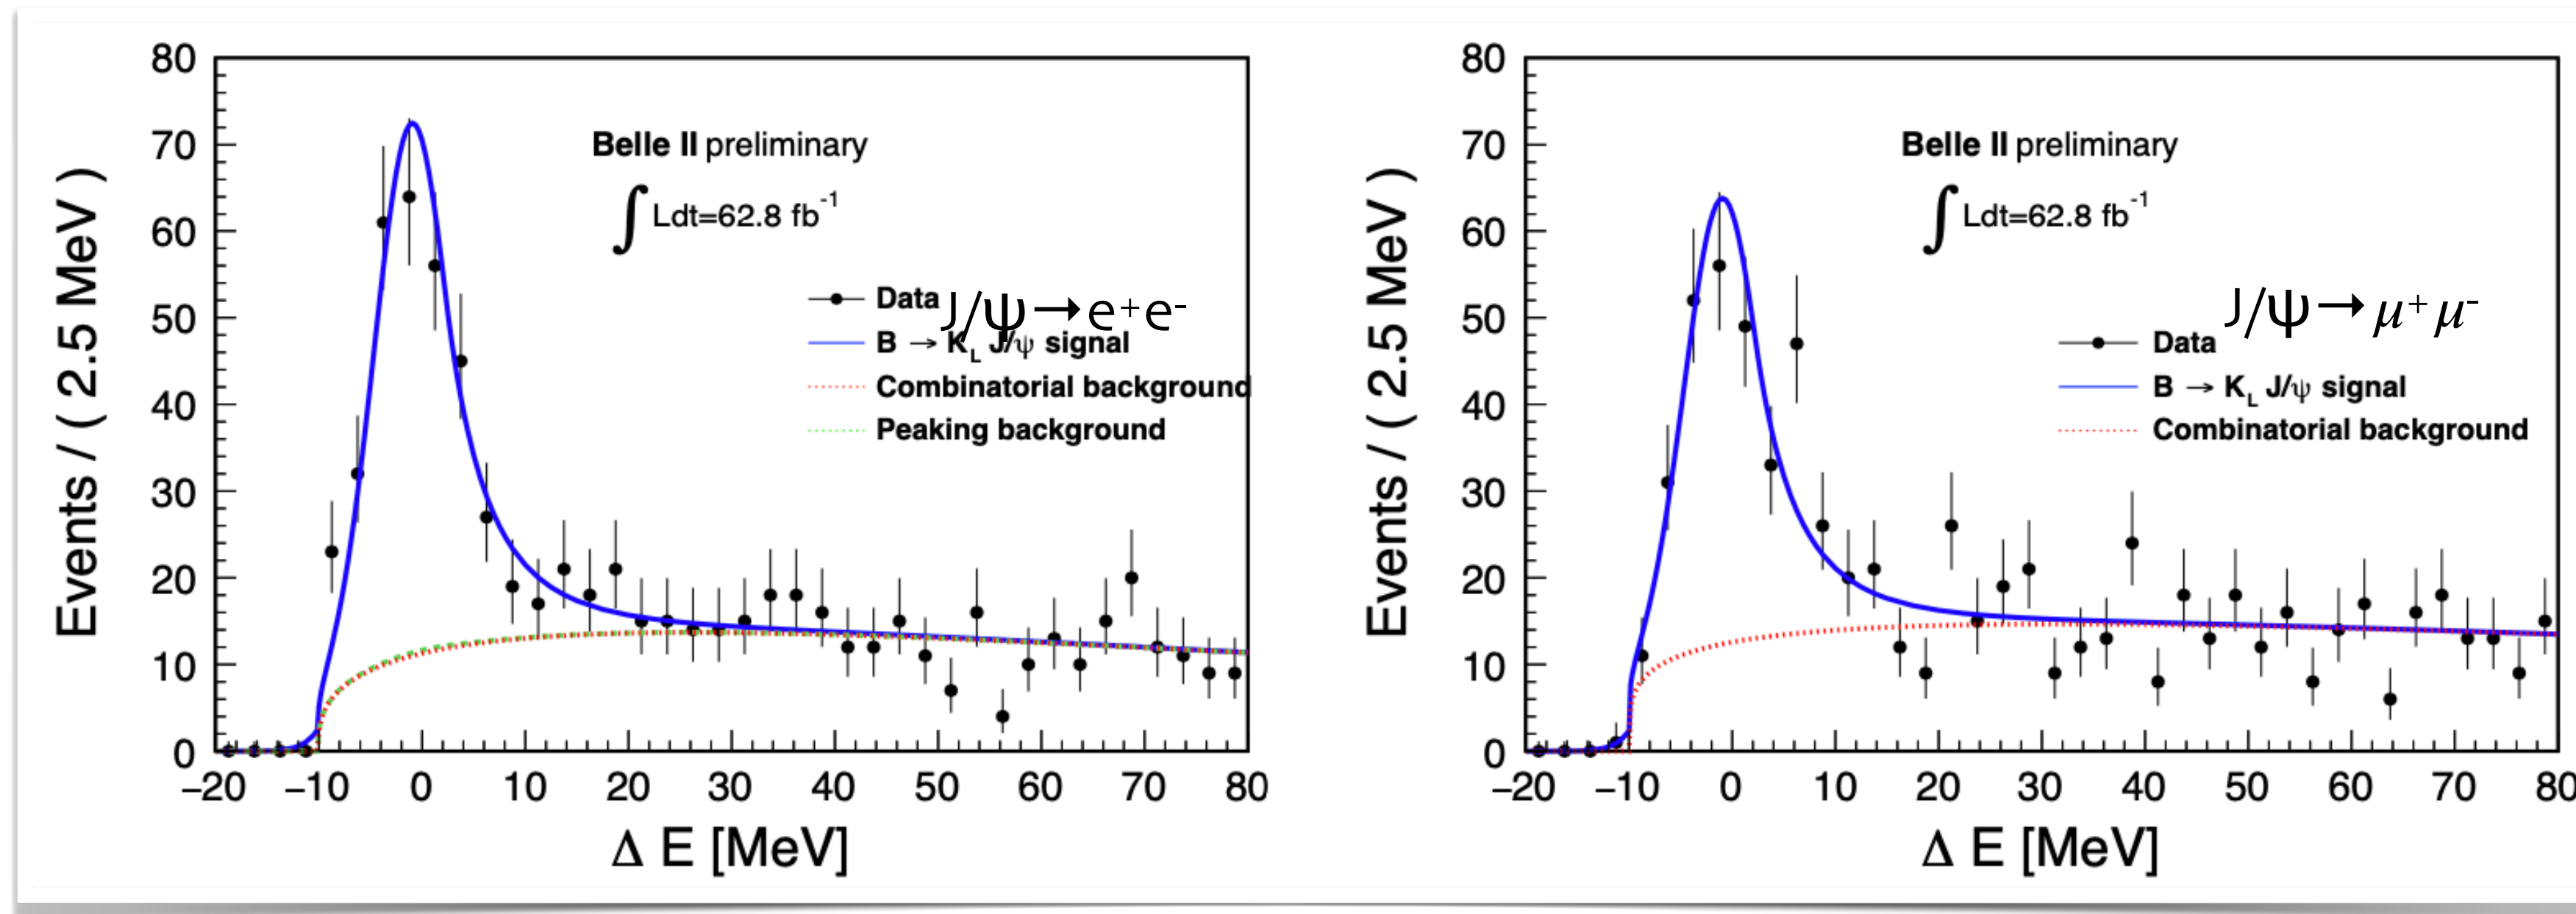 80
70
60
50
40
30
20
10
0
Events / ( 2.5 MeV )
Belle II preliminary
∫ Ldt=62.8 fb⁻¹
J/ψ→e⁺e⁻
Data
B → K_L J/ψ signal
Combinatorial background
Peaking background
−20 −10 0 10 20 30 40 50 60 70 80
Δ E [MeV]
80
70
60
50
40
30
20
10
0
Events / ( 2.5 MeV )
Belle II preliminary
∫ Ldt=62.8 fb⁻¹
J/ψ→μ⁺μ⁻
Data
B → K_L J/ψ signal
Combinatorial background
−20 −10 0 10 20 30 40 50 60 70 80
Δ E [MeV]